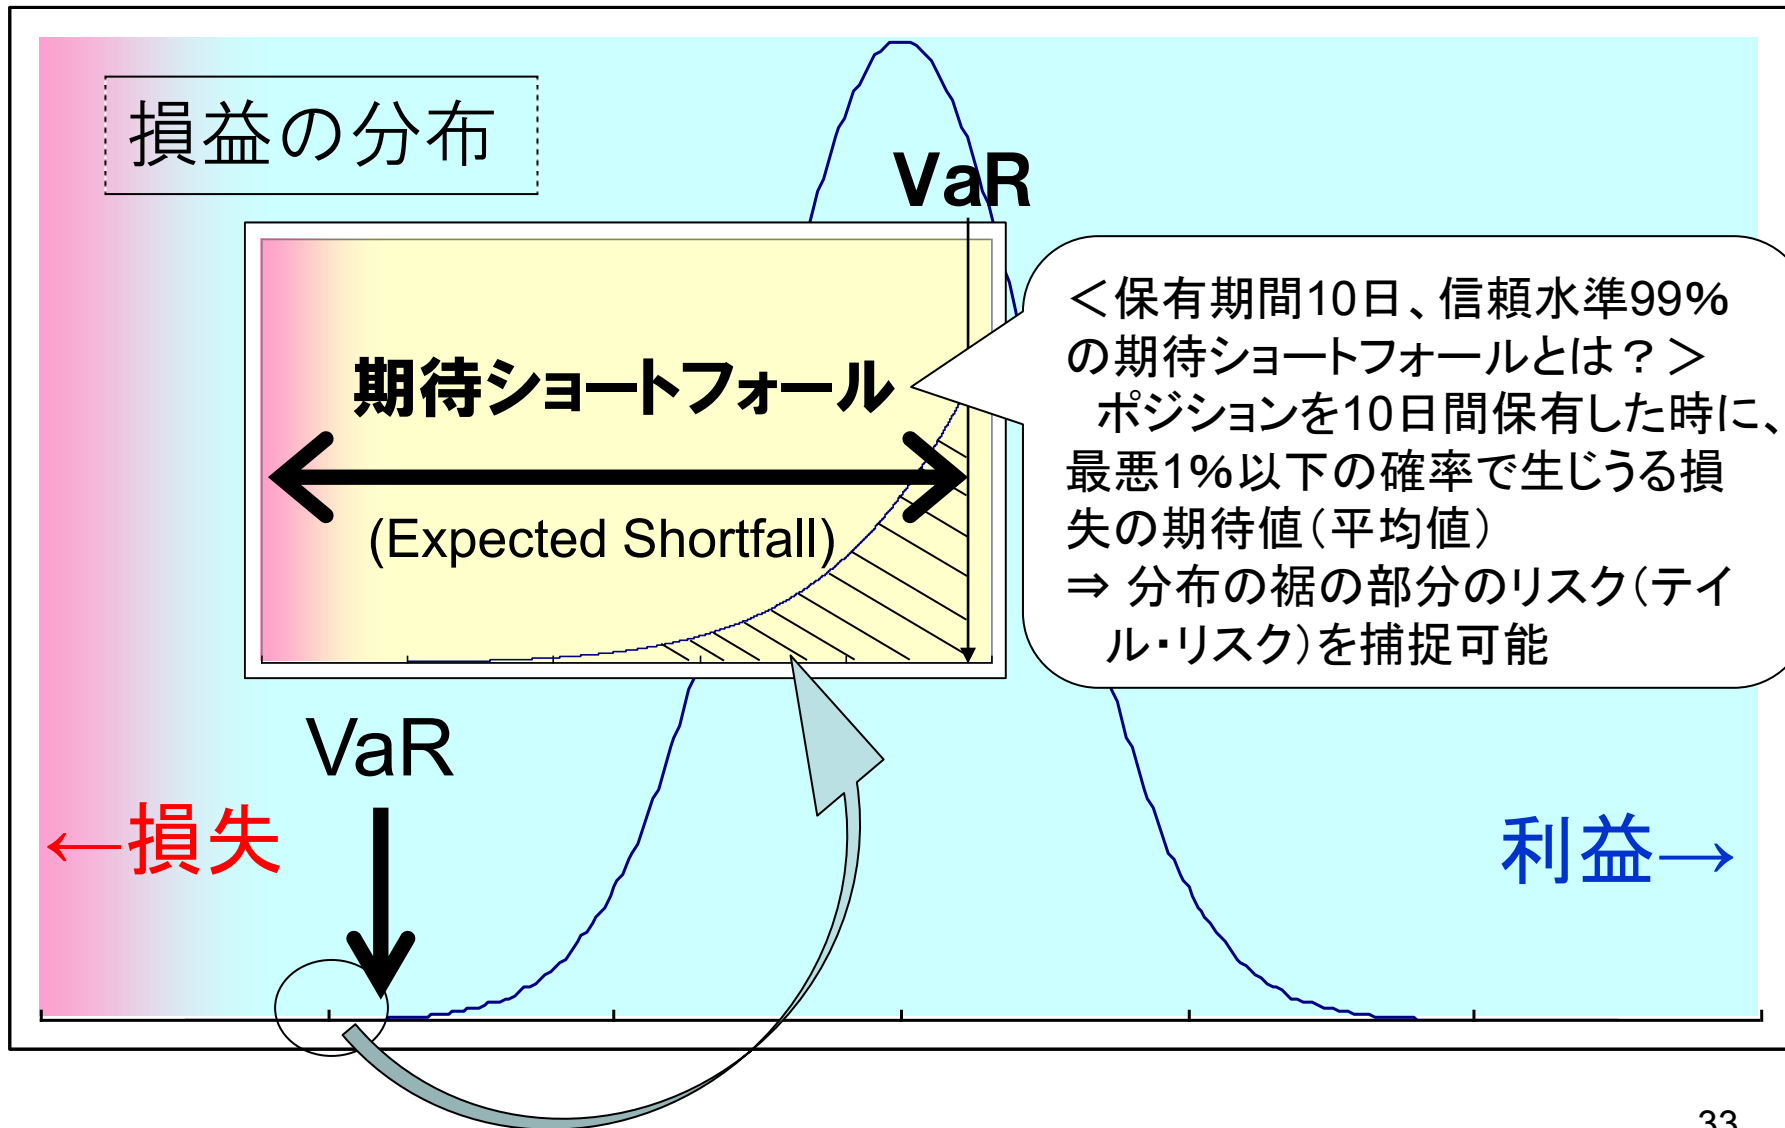 損益の分布
VaR
期待ショートフォール
(Expected Shortfall)
＜保有期間10日、信頼水準99%
の期待ショートフォールとは？＞
ポジションを10日間保有した時に、
最悪1%以下の確率で生じうる損
失の期待値（平均値）
⇒ 分布の裾の部分のリスク（テイ
ル・リスク）を捕捉可能
VaR
←損失
利益→
33